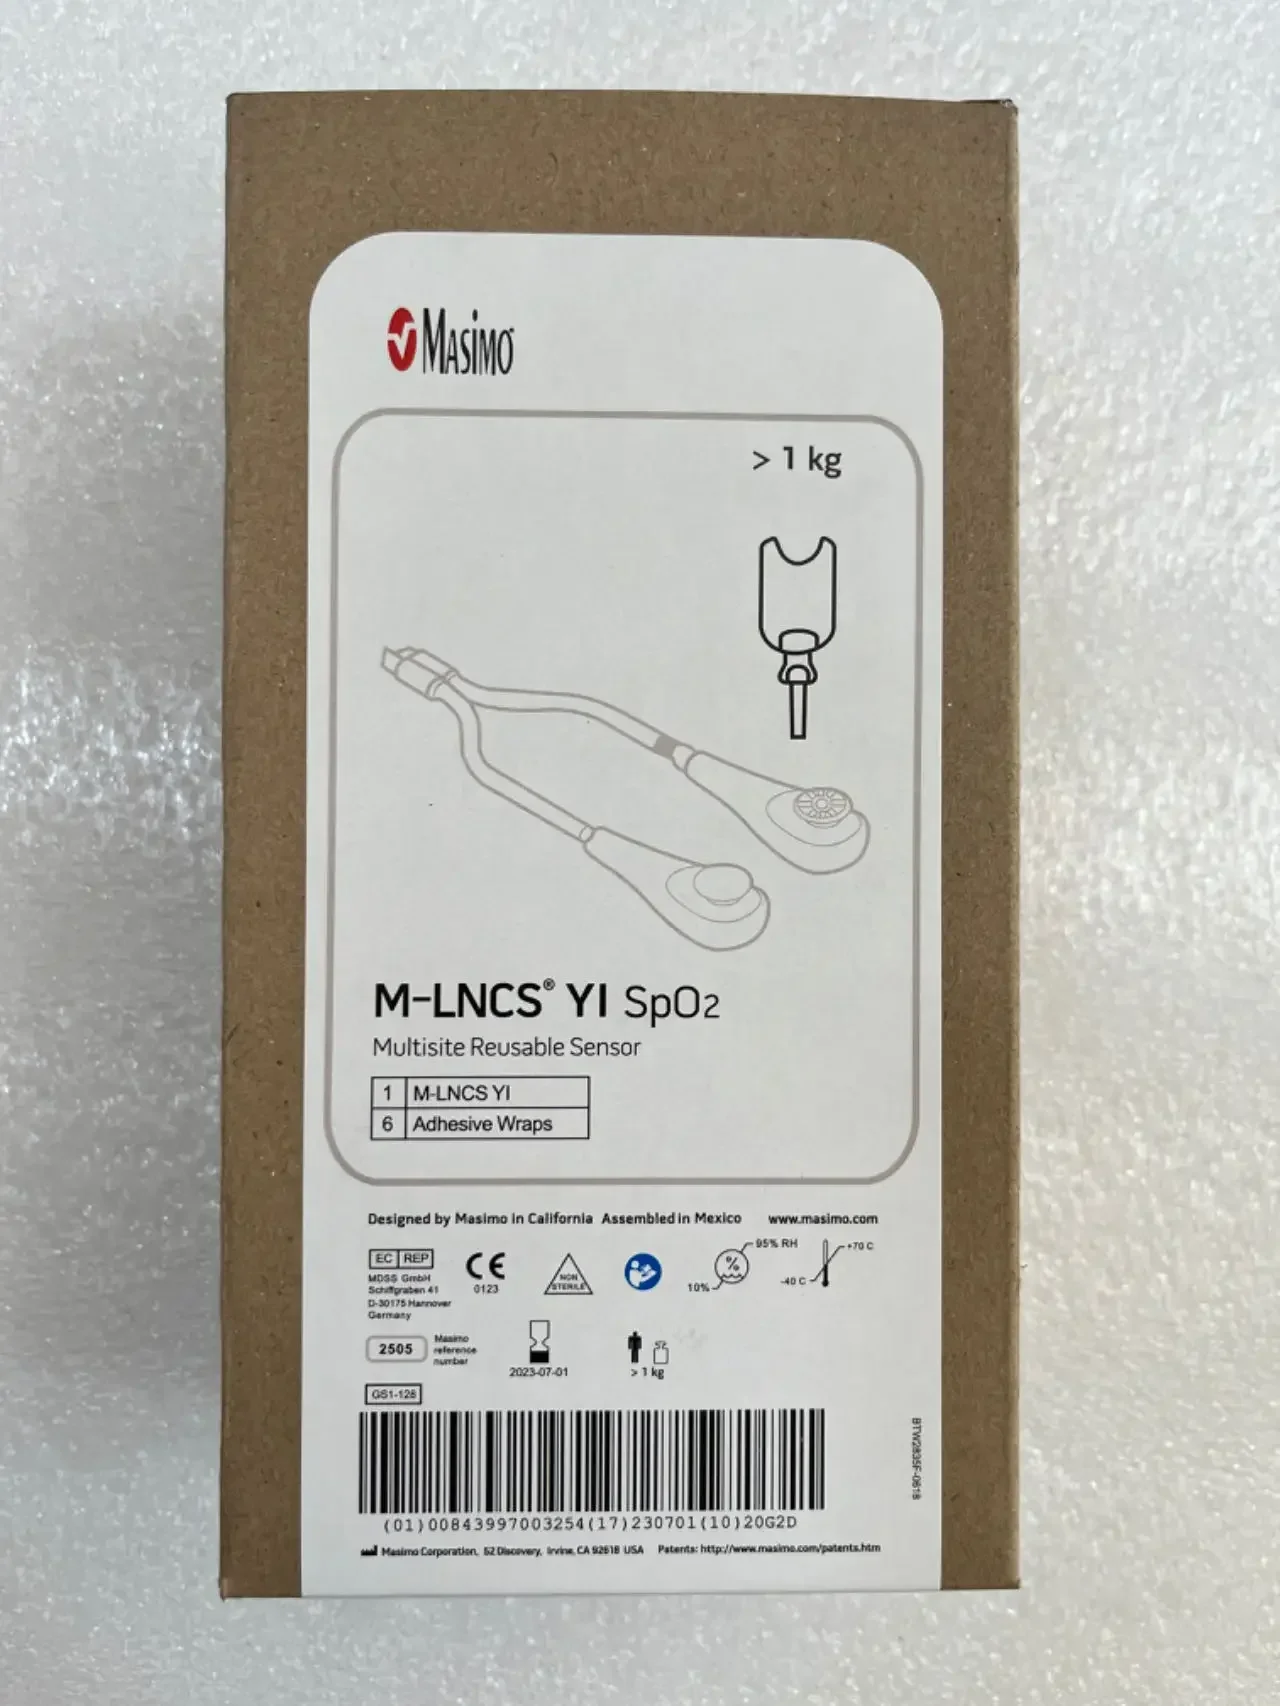 Masimo
> 1 kg
M-LNCS® YI SpO2
Multisite Reusable Sensor
1 M-LNCS YI
6 Adhesive Wraps
Designed by Masimo in California Assembled in Mexico www.masimo.com
EC REP
MDSS GmbH
Schiffgraben 41
D-30175 Hannover
Germany
CE
0123
NON
STERILE
%
95% RH
10%
+70 C
-40 C
2505
Masimo
reference
number
2023-07-01
> 1 kg
GS1-128
(01)00843997003254(17)230701(10)20G2D
Masimo Corporation, 52 Discovery, Irvine, CA 92618 USA Patents: http://www.masimo.com/patents.htm
BTW2835F-0618